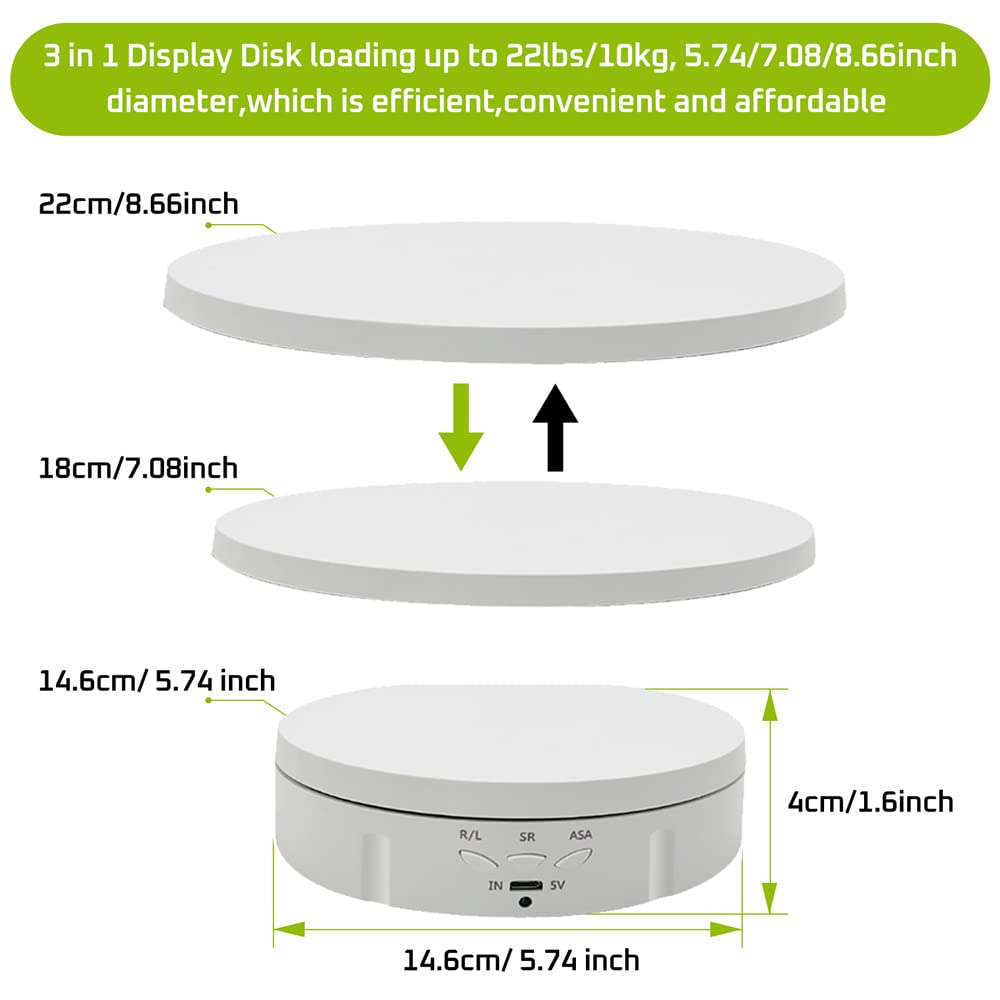 3 in 1 Display Disk loading up to 22lbs/10kg, 5.74/7.08/8.66inch
diameter,which is efficient,convenient and affordable
22cm/8.66inch
18cm/7.08inch
14.6cm/ 5.74 inch
4cm/1.6inch
R/L SR ASA
IN 5V
14.6cm/ 5.74 inch